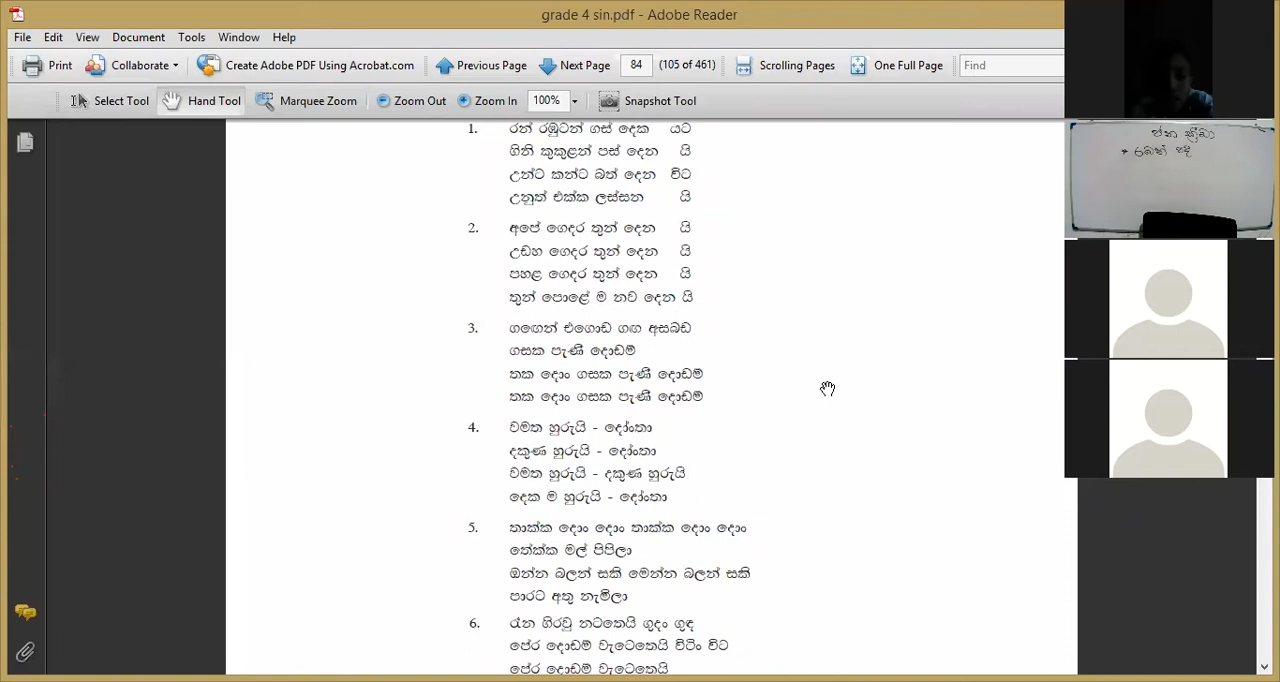 grade 4 sin.pdf - Adobe Reader
File Edit View Document Tools Window Help
Print Collaborate Create Adobe PDF Using Acrobat.com Previous Page Next Page 84 (105 of 461) Scrolling Pages One Full Page Find
Select Tool Hand Tool Marquee Zoom Zoom Out Zoom In 100% Snapshot Tool
1. රන් රඹුටන් ගස් දෙක යට
ගිනි කුකුළන් පස් දෙන යි
උන්ට කන්ට බත් දෙන විට
උනුත් එක්ක ලස්සන යි
2. අපේ ගෙදර තුන් දෙන යි
උඩහ ගෙදර තුන් දෙන යි
පහළ ගෙදර තුන් දෙන යි
තුන් පොළේ ම නව දෙන යි
3. ගඟෙන් එගොඩ ගඟ අසබඩ
ගසක පැණි දොඩම්
තක දොං ගසක පැණි දොඩම්
තක දොං ගසක පැණි දොඩම්
4. වමත හුරුයි - දෝංතා
දකුණ හුරුයි - දෝංතා
වමත හුරුයි - දකුණ හුරුයි
දෙක ම හුරුයි - දෝංතා
5. තාක්ක දොං දොං තාක්ක දොං දොං
තේක්ක මල් පිපිලා
ඔන්න බලන් සකි මෙන්න බලන් සකි
පාරට අතු නැමිලා
6. රැන ගිරවු නටතෙයි ගුදං ගුඳ
පේර දොඩම් වැටෙතෙයි විටිං විට
පේර දොඩම් වැටෙතෙයි